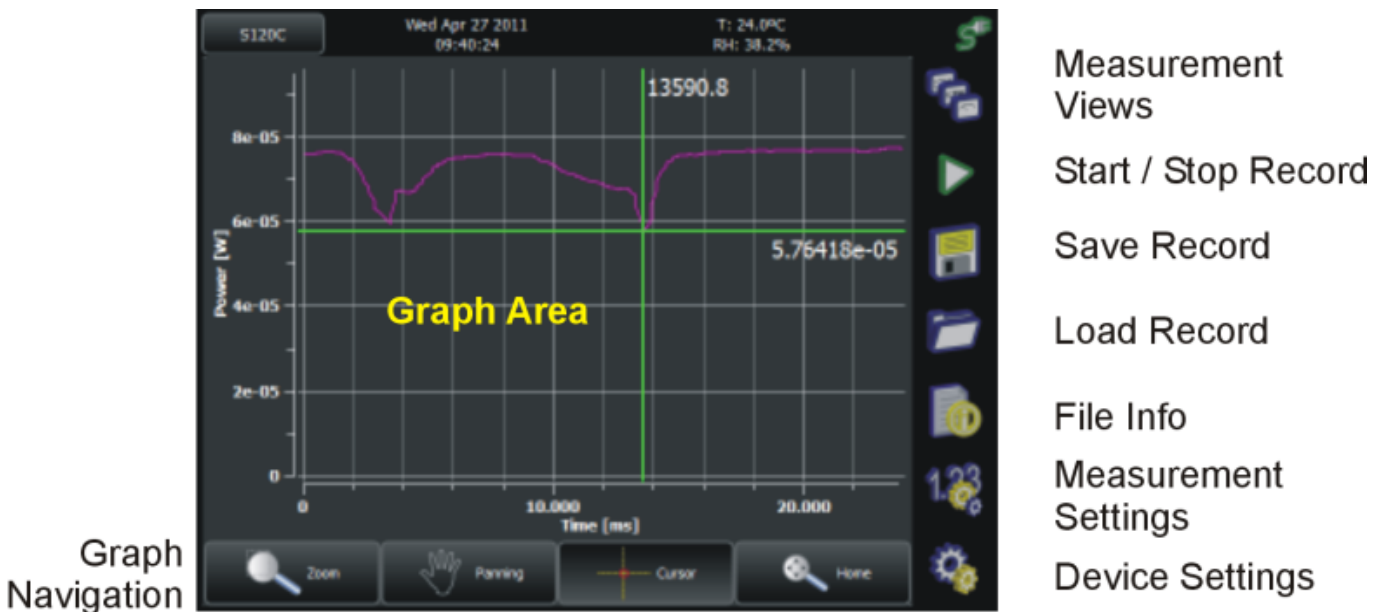 S120C
Wed Apr 27 2011
09:40:24
T: 24.0ºC
RH: 38.2%
Measurement
Views
Start / Stop Record
Save Record
Load Record
File Info
Measurement
Settings
Device Settings
13590.8
8e-05
6e-05
5.76418e-05
Power [W]
4e-05
Graph Area
2e-05
0
0
10.000
20.000
Time [ms]
1.23
Graph
Navigation
Zoom
Panning
Cursor
Home